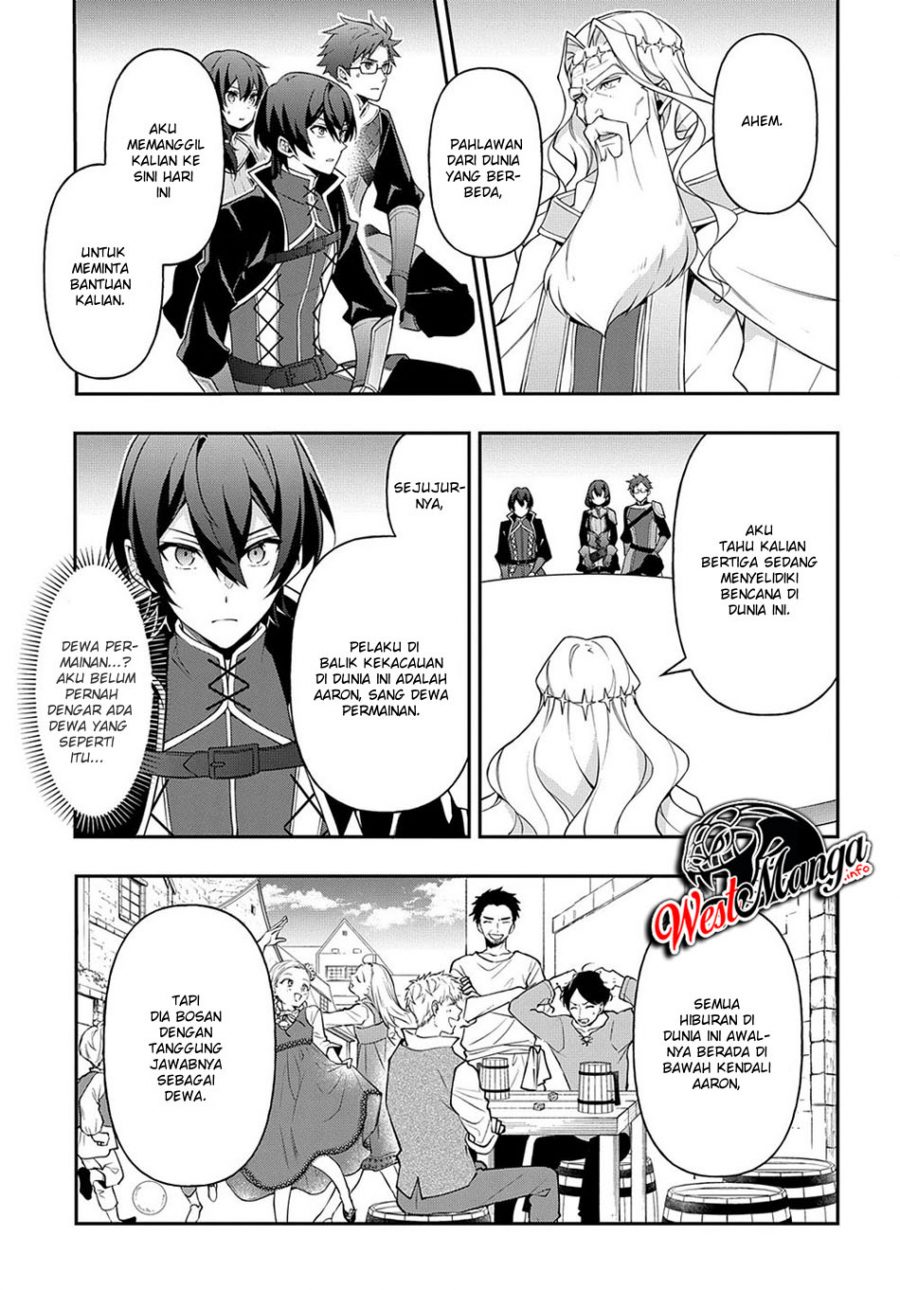 AHEM.
PAHLAWAN
DARI DUNIA
YANG BER-
BEDA,
AKU
MEMANGGIL
KALIAN KE
SINI HARI
INI
UNTUK
MEMINTA
BANTUAN
KALIAN.
AKU
TAHU KALIAN
BERTIGA SEDANG
MENYELIDIKI
BENCANA DI
DUNIA INI.
SEJUJUR-
NYA,
PELAKU DI
BALIK KEKACAUAN
DI DUNIA INI ADALAH
AARON, SANG DEWA
PERMAINAN.
DEWA PER-
MAINAN...?
AKU BELUM
PERNAH
DENGAR ADA
DEWA YANG
SEPERTI
ITU...
WestManga
.info
SEMUA
HIBURAN DI
DUNIA INI AWAL-
NYA BERADA DI
BAWAH KENDALI
AARON,
TAPI
DIA BOSAN
DENGAN
TANGGUNG
JAWABNYA
SEBAGAI
DEWA.